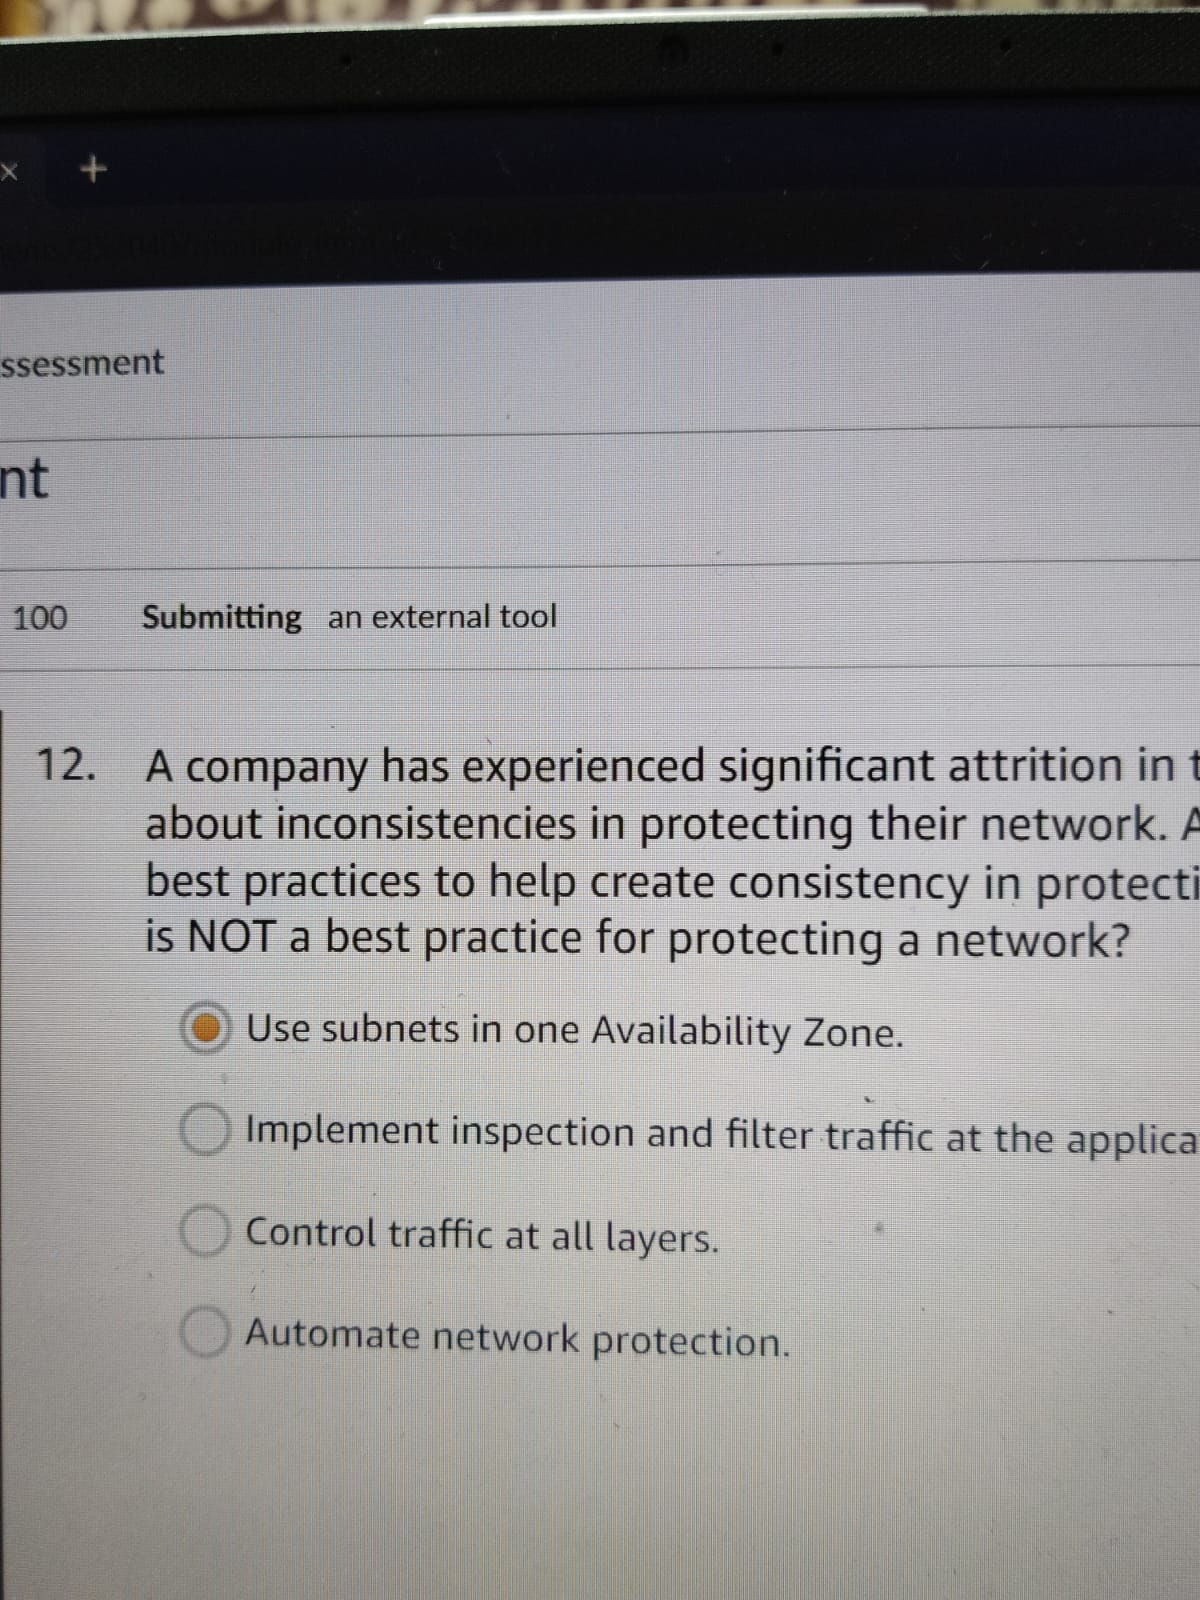 × +
ssessment
nt
100 Submitting an external tool
12. A company has experienced significant attrition in t
about inconsistencies in protecting their network. A
best practices to help create consistency in protecti
is NOT a best practice for protecting a network?
Use subnets in one Availability Zone.
Implement inspection and filter traffic at the applica
Control traffic at all layers.
Automate network protection.